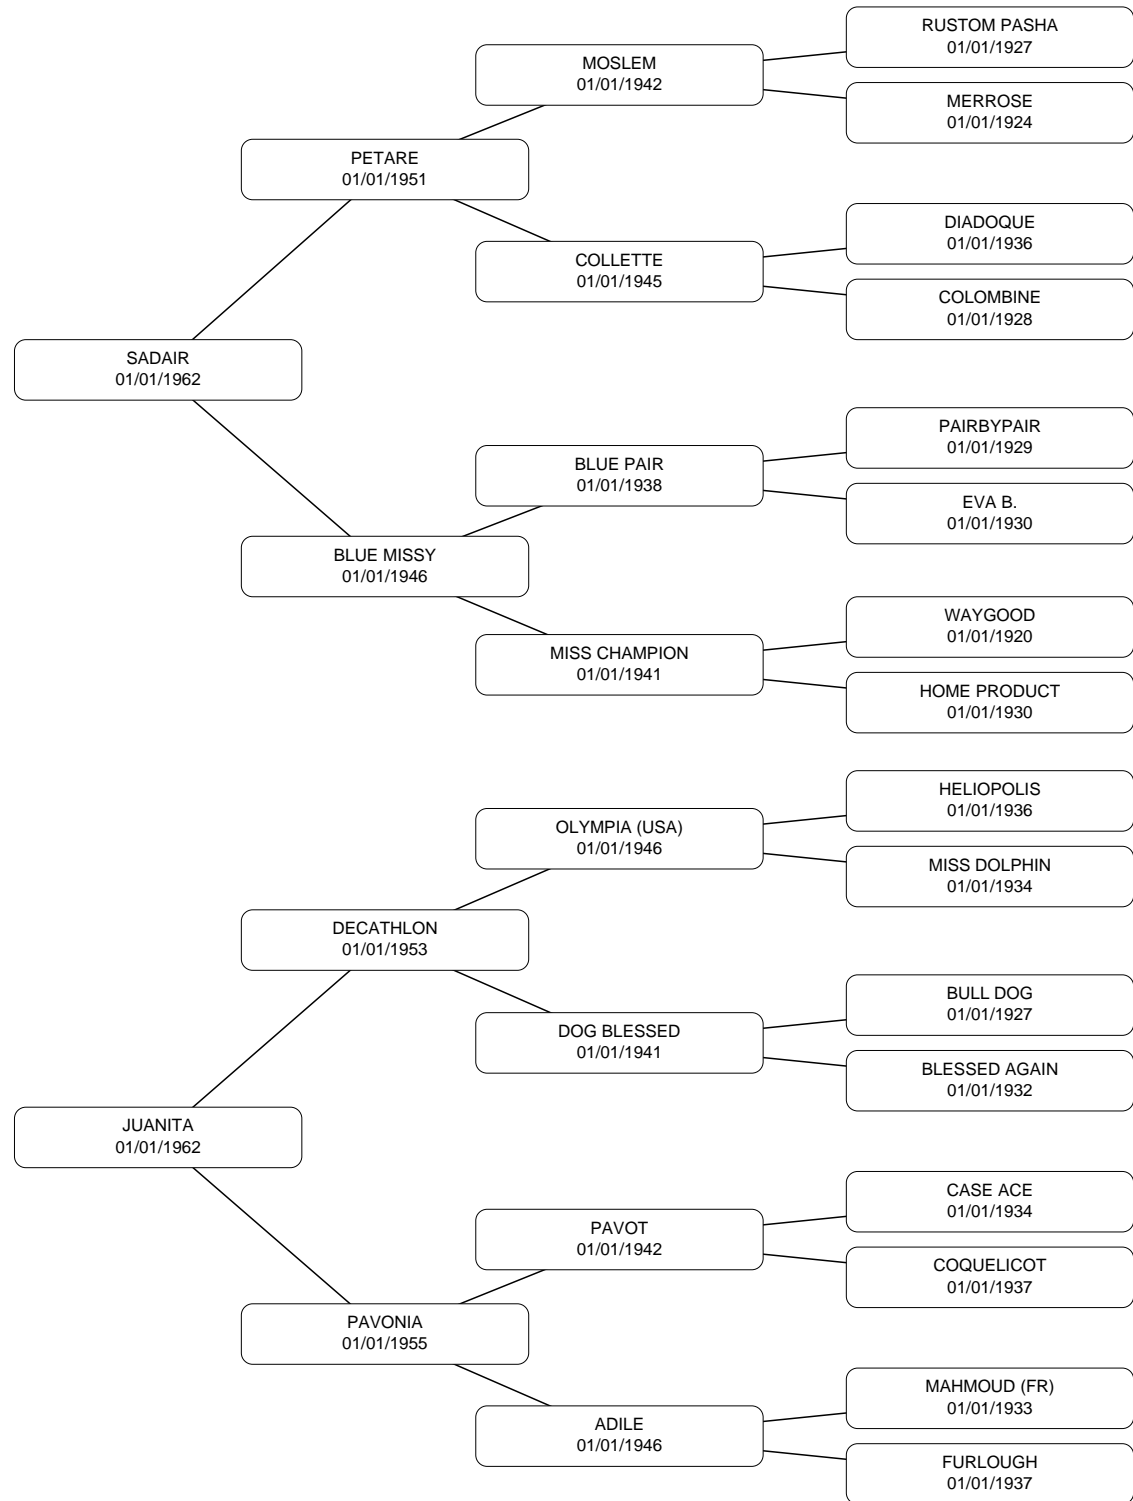 RUSTOM PASHA
01/01/1927
MOSLEM
01/01/1942
MERROSE
01/01/1924
PETARE
01/01/1951
DIADOQUE
01/01/1936
COLLETTE
01/01/1945
COLOMBINE
01/01/1928
SADAIR
01/01/1962
PAIRBYPAIR
01/01/1929
BLUE PAIR
01/01/1938
EVA B.
01/01/1930
BLUE MISSY
01/01/1946
WAYGOOD
01/01/1920
MISS CHAMPION
01/01/1941
HOME PRODUCT
01/01/1930
HELIOPOLIS
01/01/1936
OLYMPIA (USA)
01/01/1946
MISS DOLPHIN
01/01/1934
DECATHLON
01/01/1953
BULL DOG
01/01/1927
DOG BLESSED
01/01/1941
BLESSED AGAIN
01/01/1932
JUANITA
01/01/1962
CASE ACE
01/01/1934
PAVOT
01/01/1942
COQUELICOT
01/01/1937
PAVONIA
01/01/1955
MAHMOUD (FR)
01/01/1933
ADILE
01/01/1946
FURLOUGH
01/01/1937